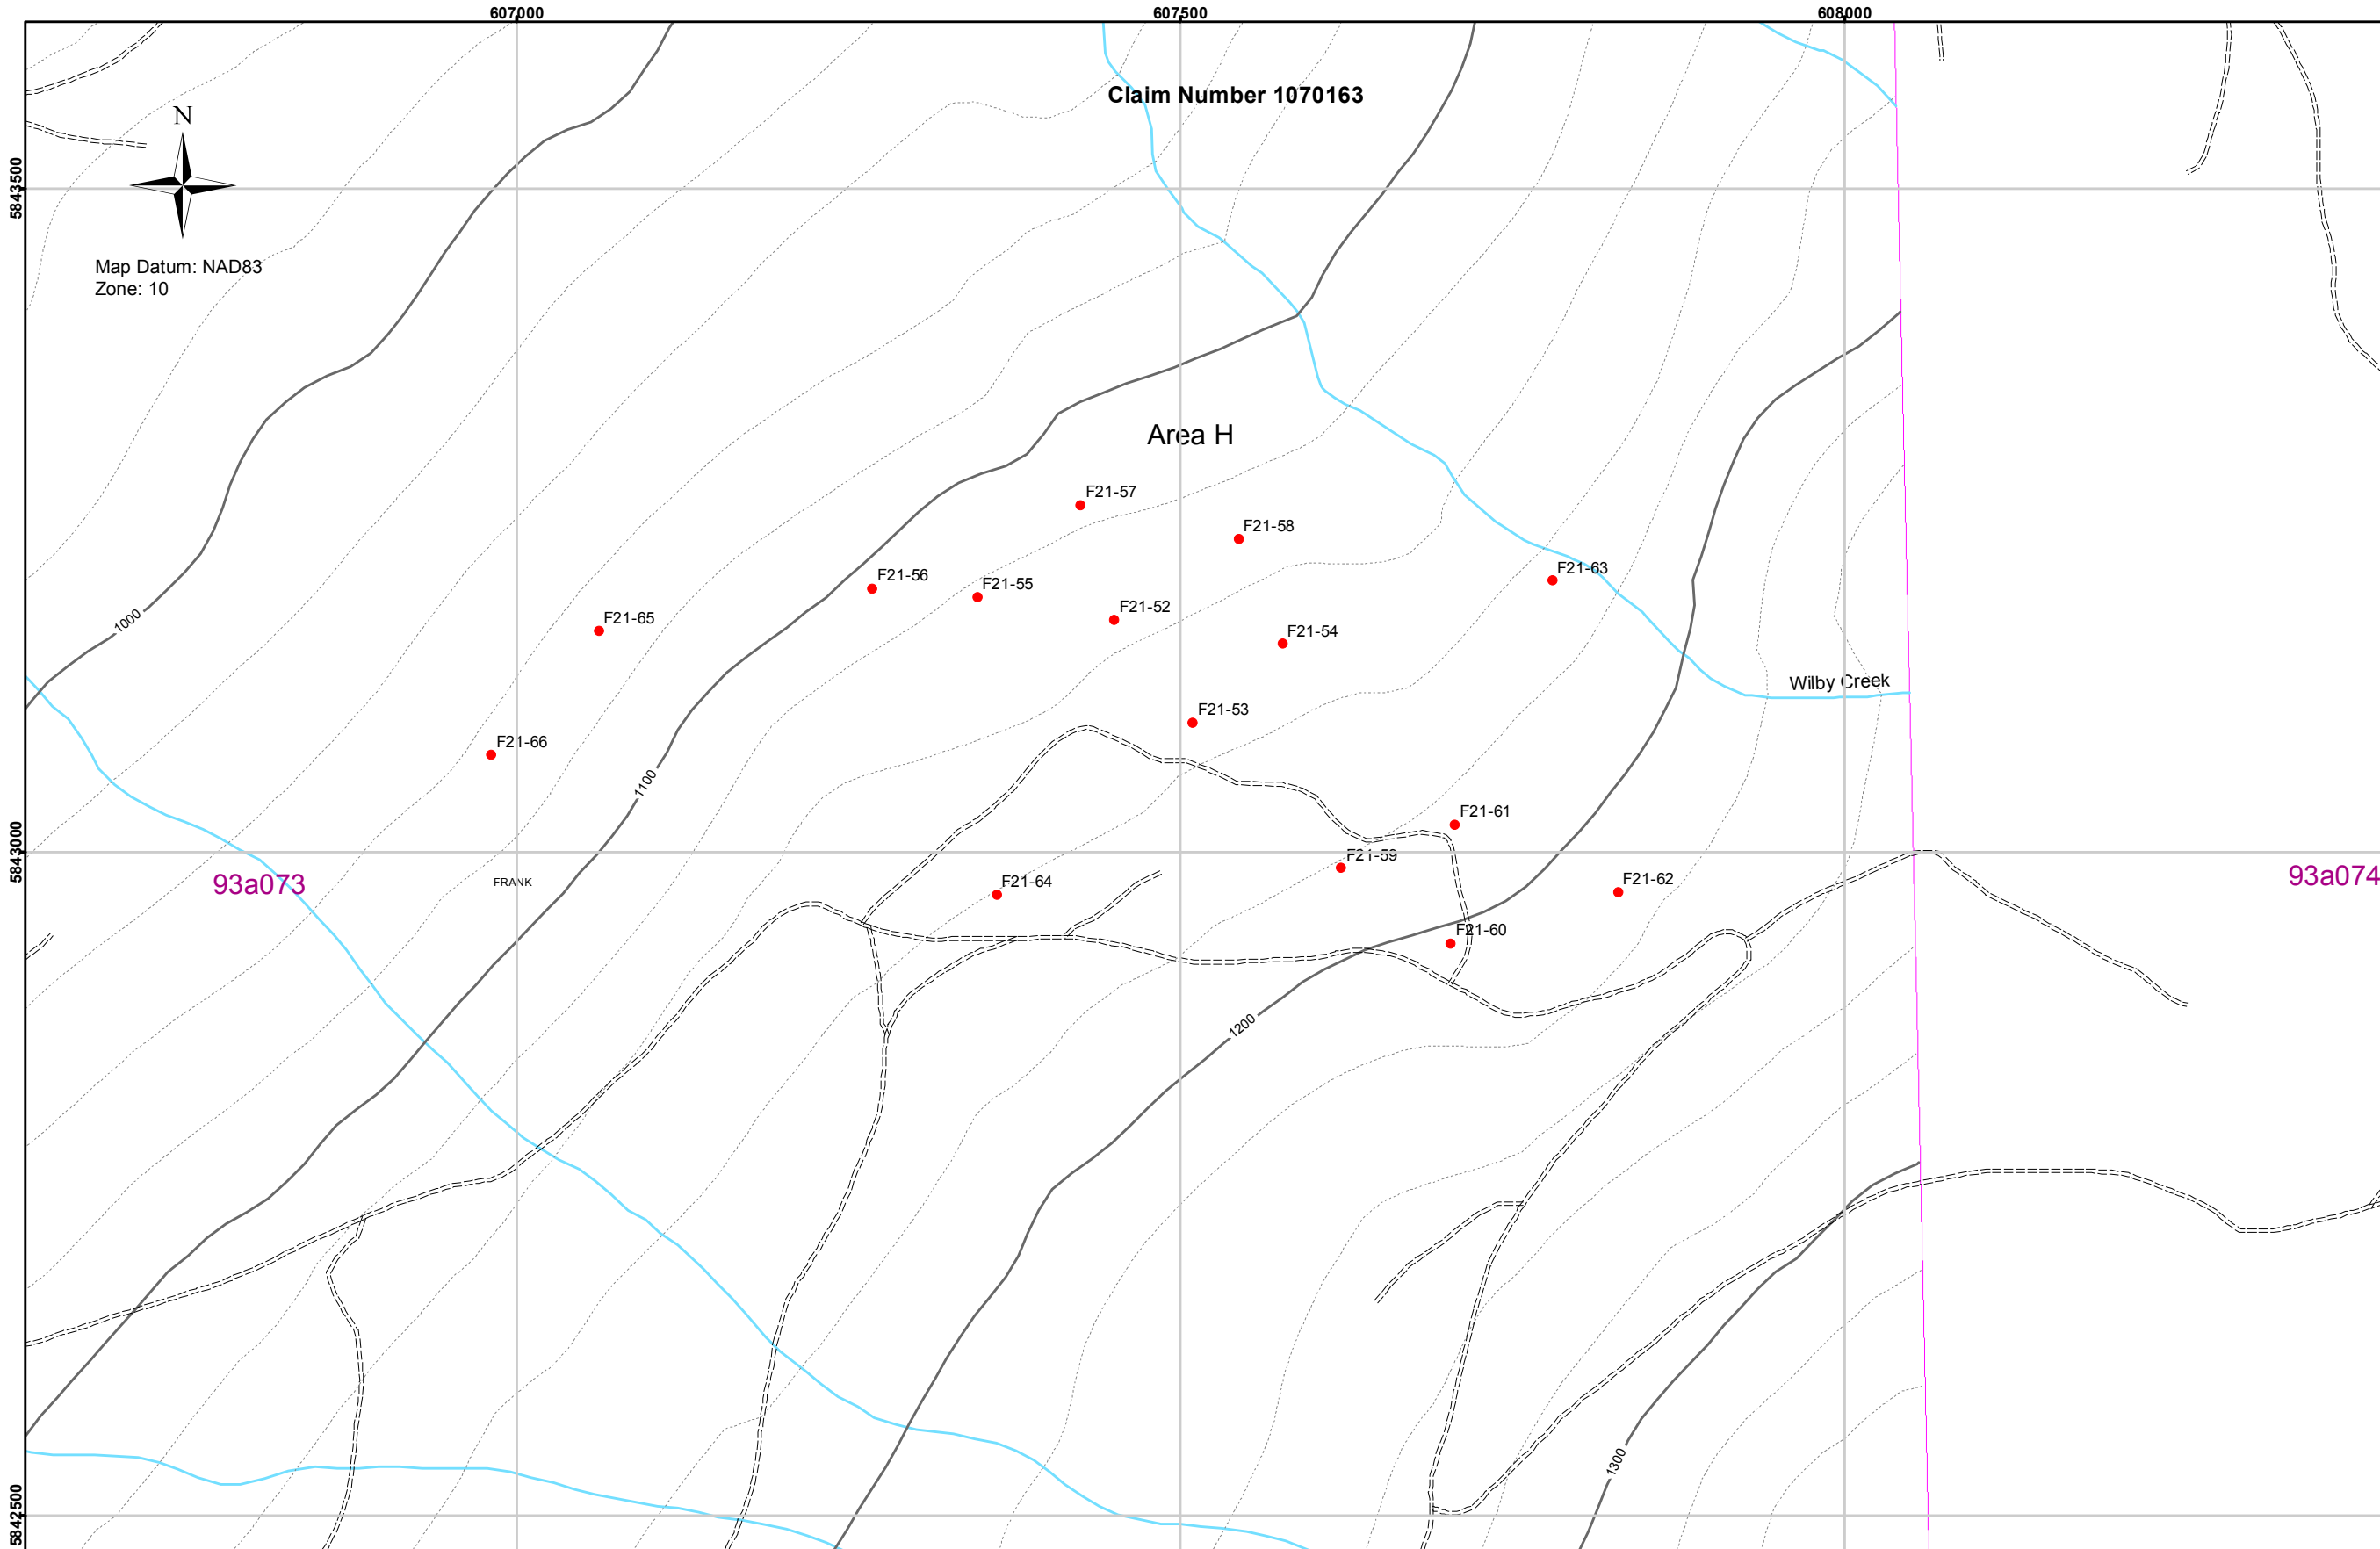 607000
607500
608000
Claim Number 1070163
N
5843500
Map Datum: NAD83
Zone: 10
Area H
F21-57
F21-58
F21-63
F21-56
F21-55
F21-52
F21-54
F21-65
1000
Wilby Creek
F21-53
F21-66
1100
F21-61
5843000
F21-59
93a073
FRANK
F21-64
F21-62
93a074
F21-60
1200
1300
5842500